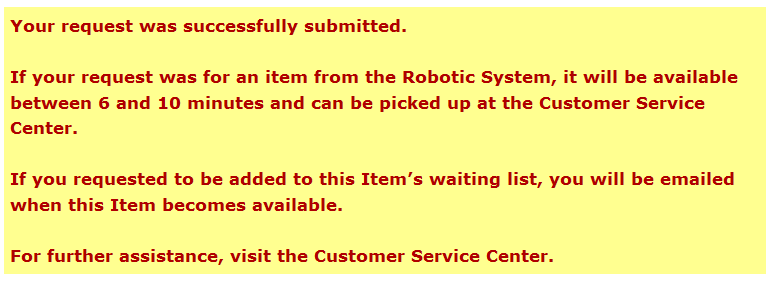 Your request was successfully submitted.
If your request was for an item from the Robotic System, it will be available
between 6 and 10 minutes and can be picked up at the Customer Service
Center.
If you requested to be added to this Item’s waiting list, you will be emailed
when this Item becomes available.
For further assistance, visit the Customer Service Center.